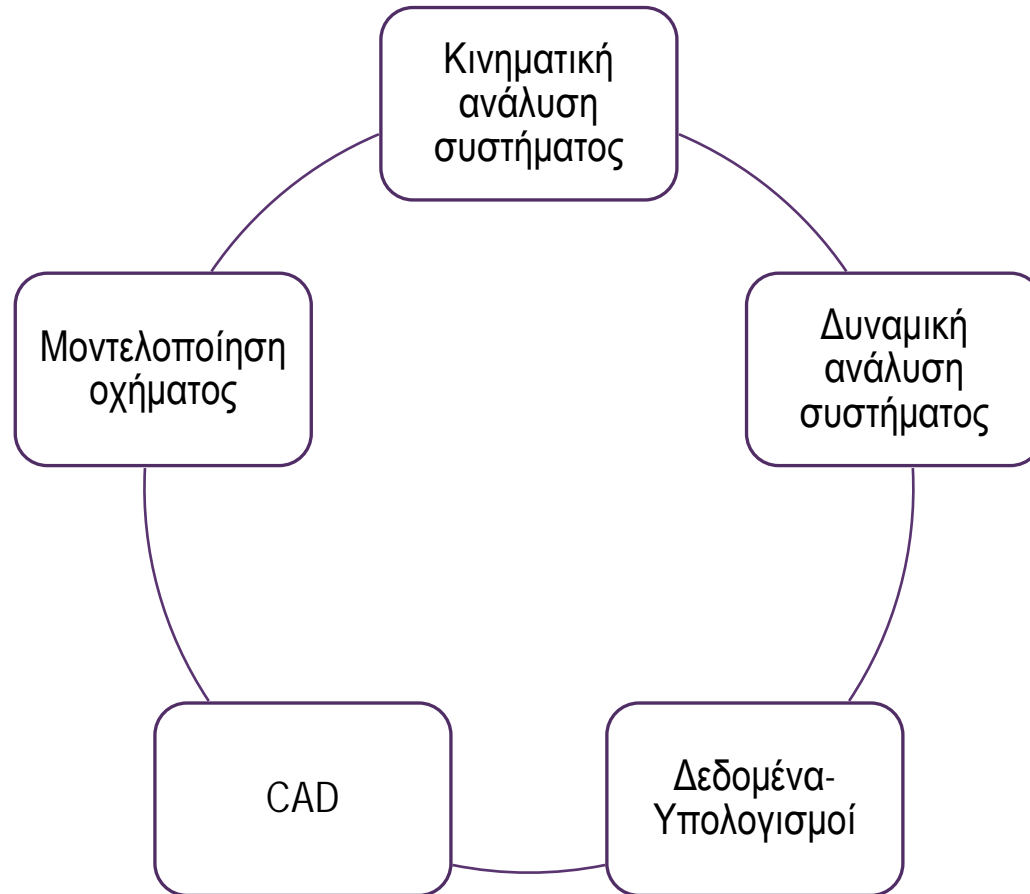 Κινηματική
ανάλυση
συστήματος
Δυναμική
ανάλυση
συστήματος
Δεδομένα-
Υπολογισμοί
CAD
Μοντελοποίηση
οχήματος